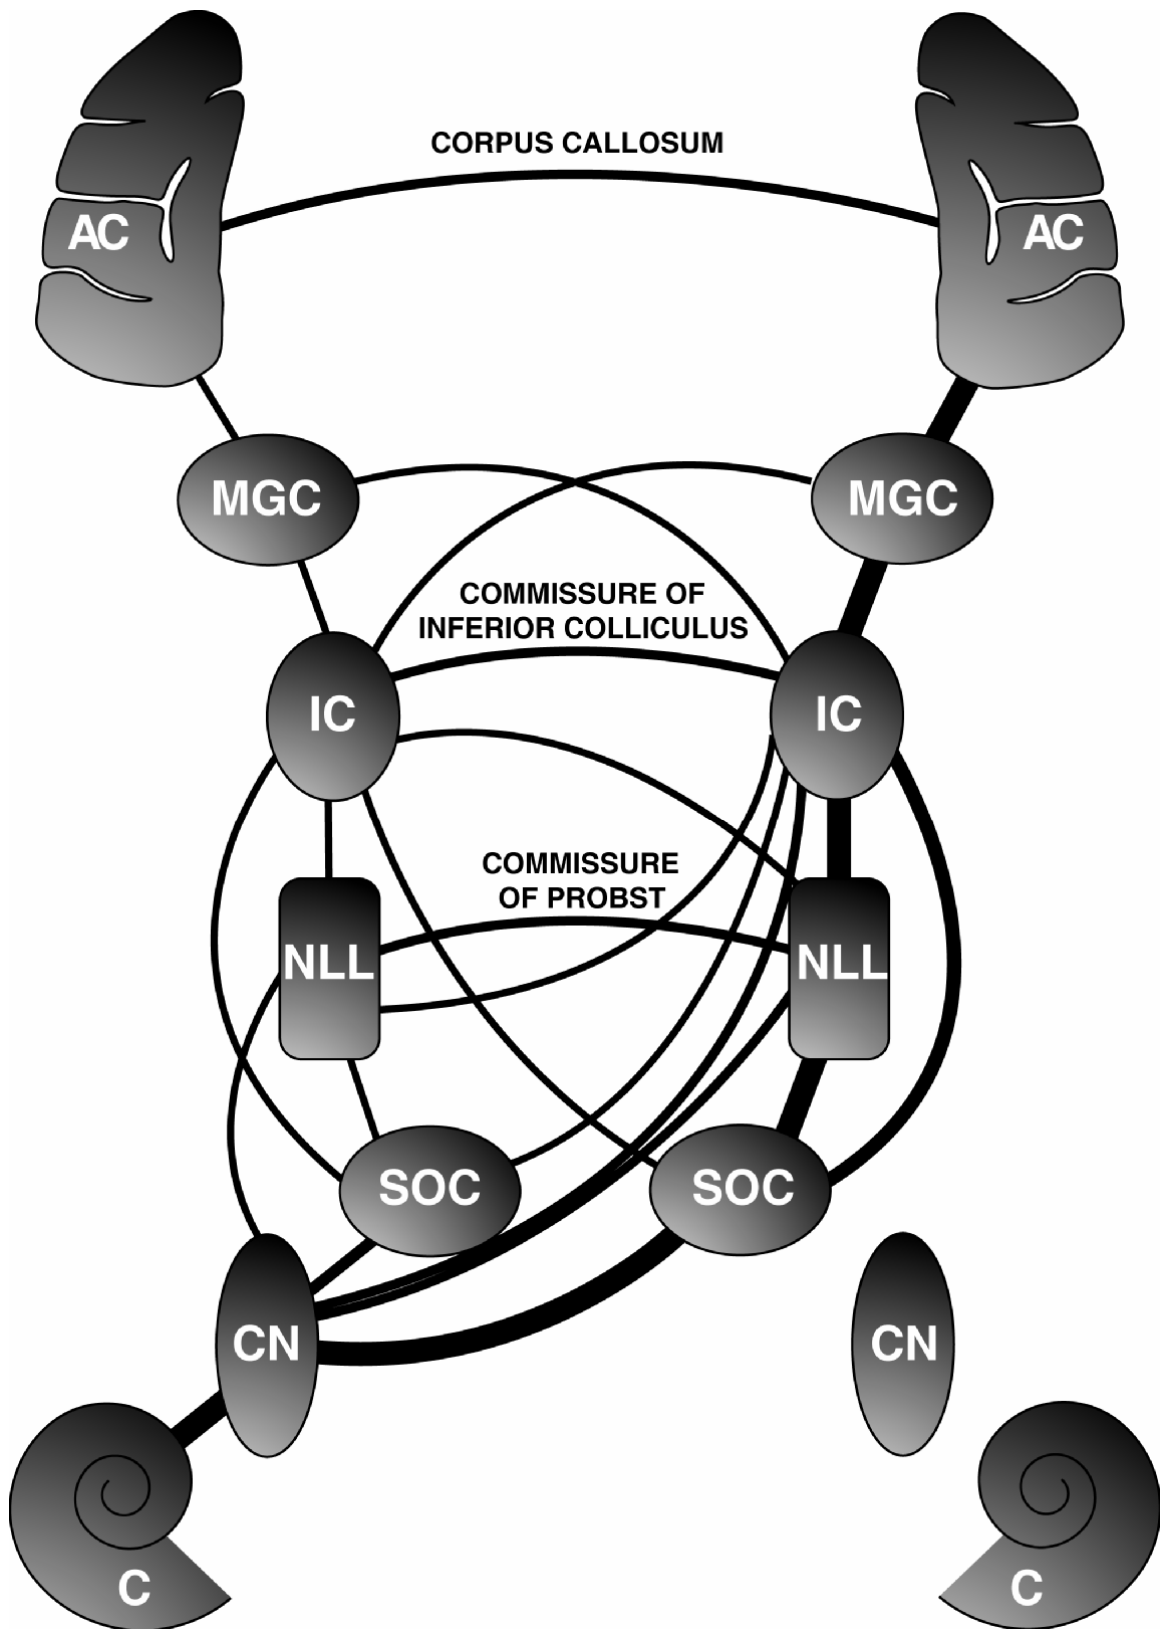 CORPUS CALLOSUM
AC
AC
MGC
MGC
COMMISSURE OF
INFERIOR COLLICULUS
IC
IC
COMMISSURE
OF PROBST
NLL
NLL
SOC
SOC
CN
CN
C
C